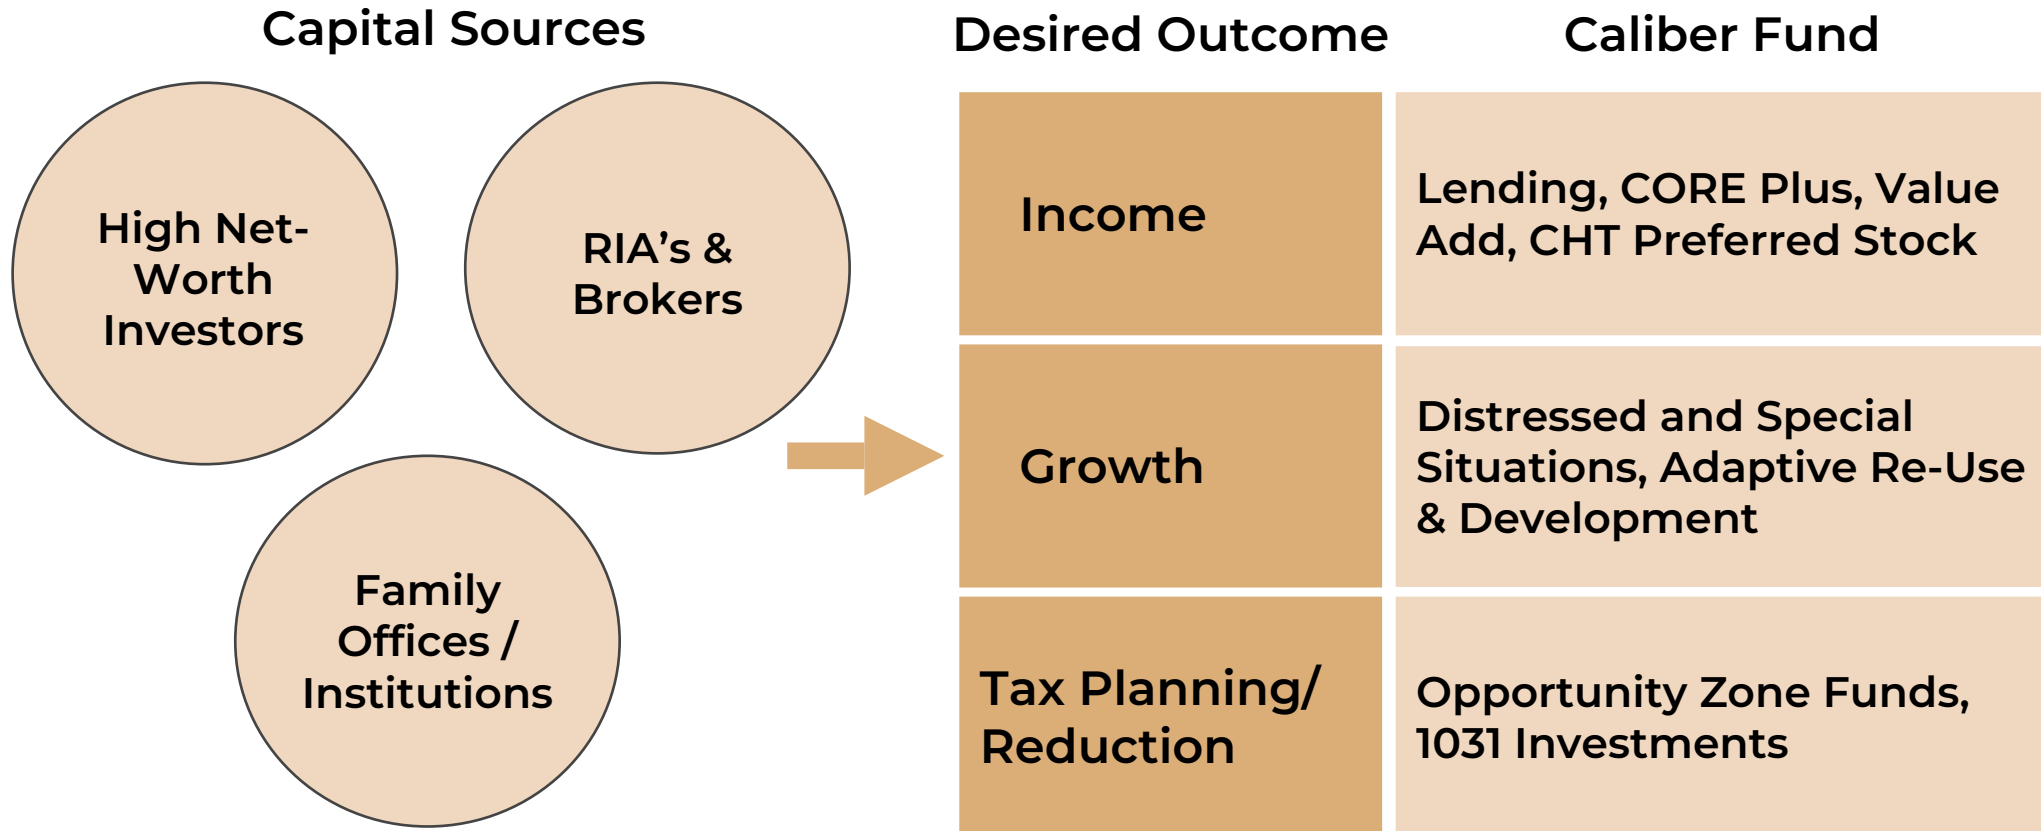 Capital Sources
High Net-
Worth
Investors
RIA’s &
Brokers
Family
Offices /
Institutions
Desired Outcome
Caliber Fund
Income
Lending, CORE Plus, Value
Add, CHT Preferred Stock
Growth
Distressed and Special
Situations, Adaptive Re-Use
& Development
Tax Planning/
Reduction
Opportunity Zone Funds,
1031 Investments